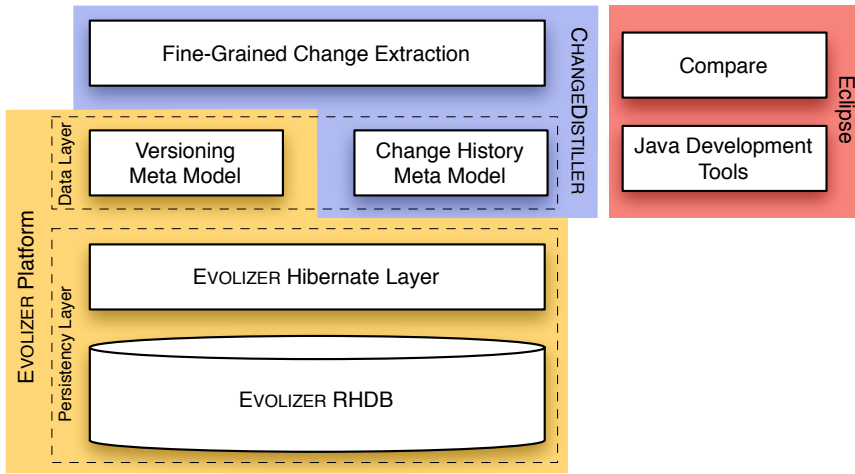 Fine-Grained Change Extraction
CHANGEDISTILLER
Compare
Eclipse
Java Development
Tools
Data Layer
Versioning
Meta Model
Change History
Meta Model
EVOLIZER Platform
Persistency Layer
EVOLIZER Hibernate Layer
EVOLIZER RHDB